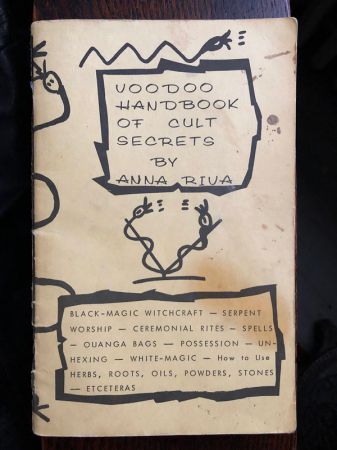 VOODOO
HANDBOOK
OF CULT
SECRETS
BY
ANNA RIVA
BLACK-MAGIC WITCHCRAFT — SERPENT
WORSHIP — CEREMONIAL RITES — SPELLS
— OUANGA BAGS — POSSESSION — UN-
HEXING — WHITE-MAGIC — How to Use
HERBS, ROOTS, OILS, POWDERS, STONES
— ETCETERAS